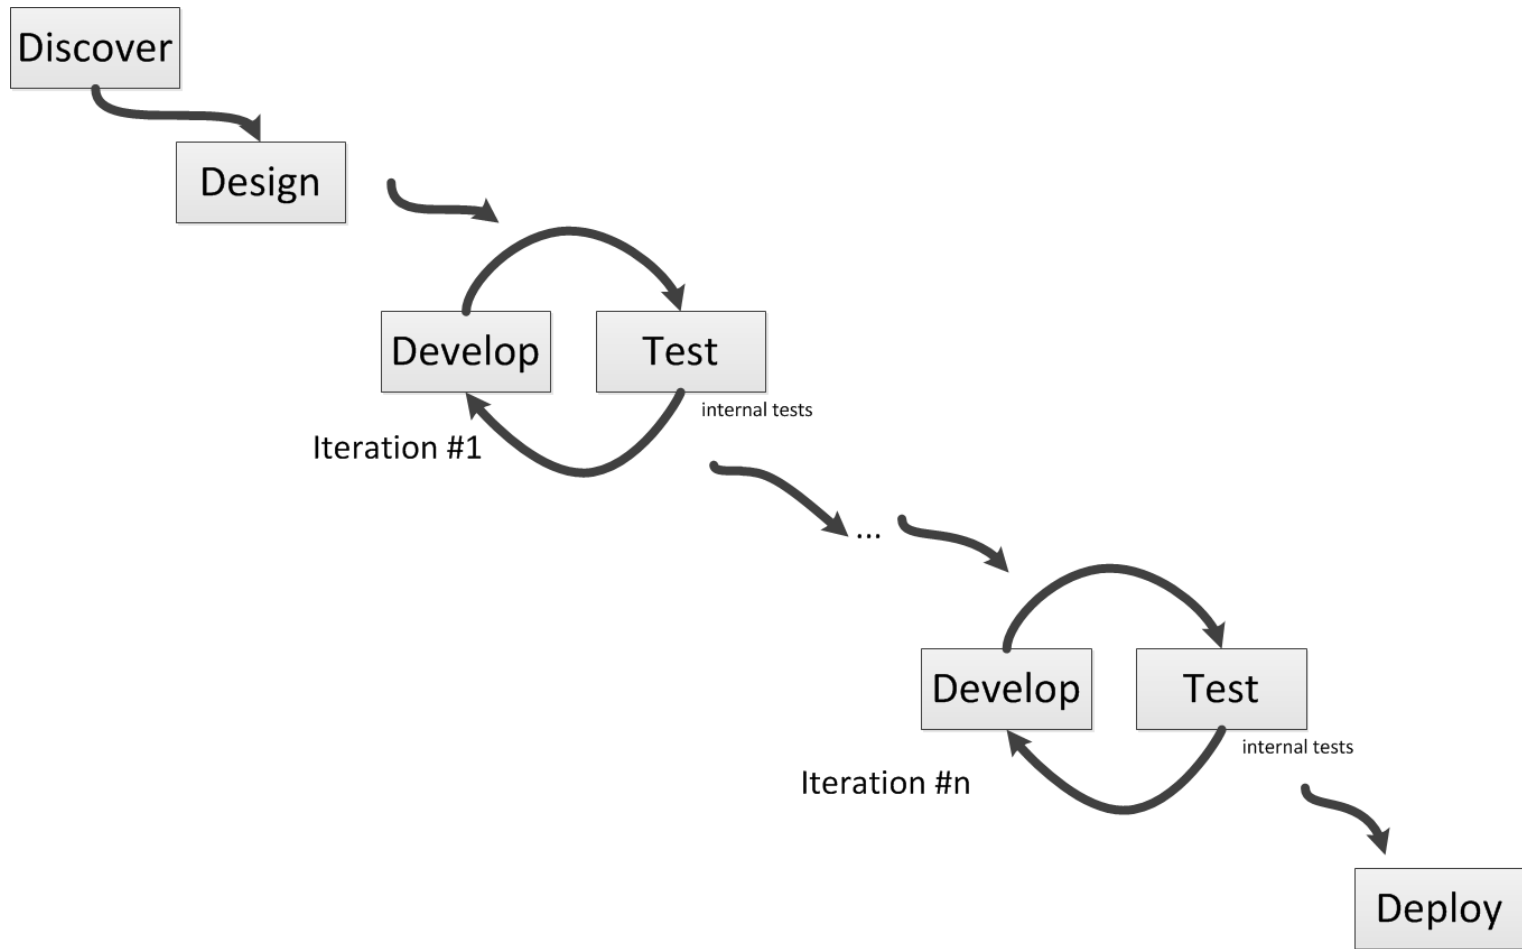 Discover
Design
Develop
Test
internal tests
Iteration #1
...
Develop
Test
internal tests
Iteration #n
Deploy